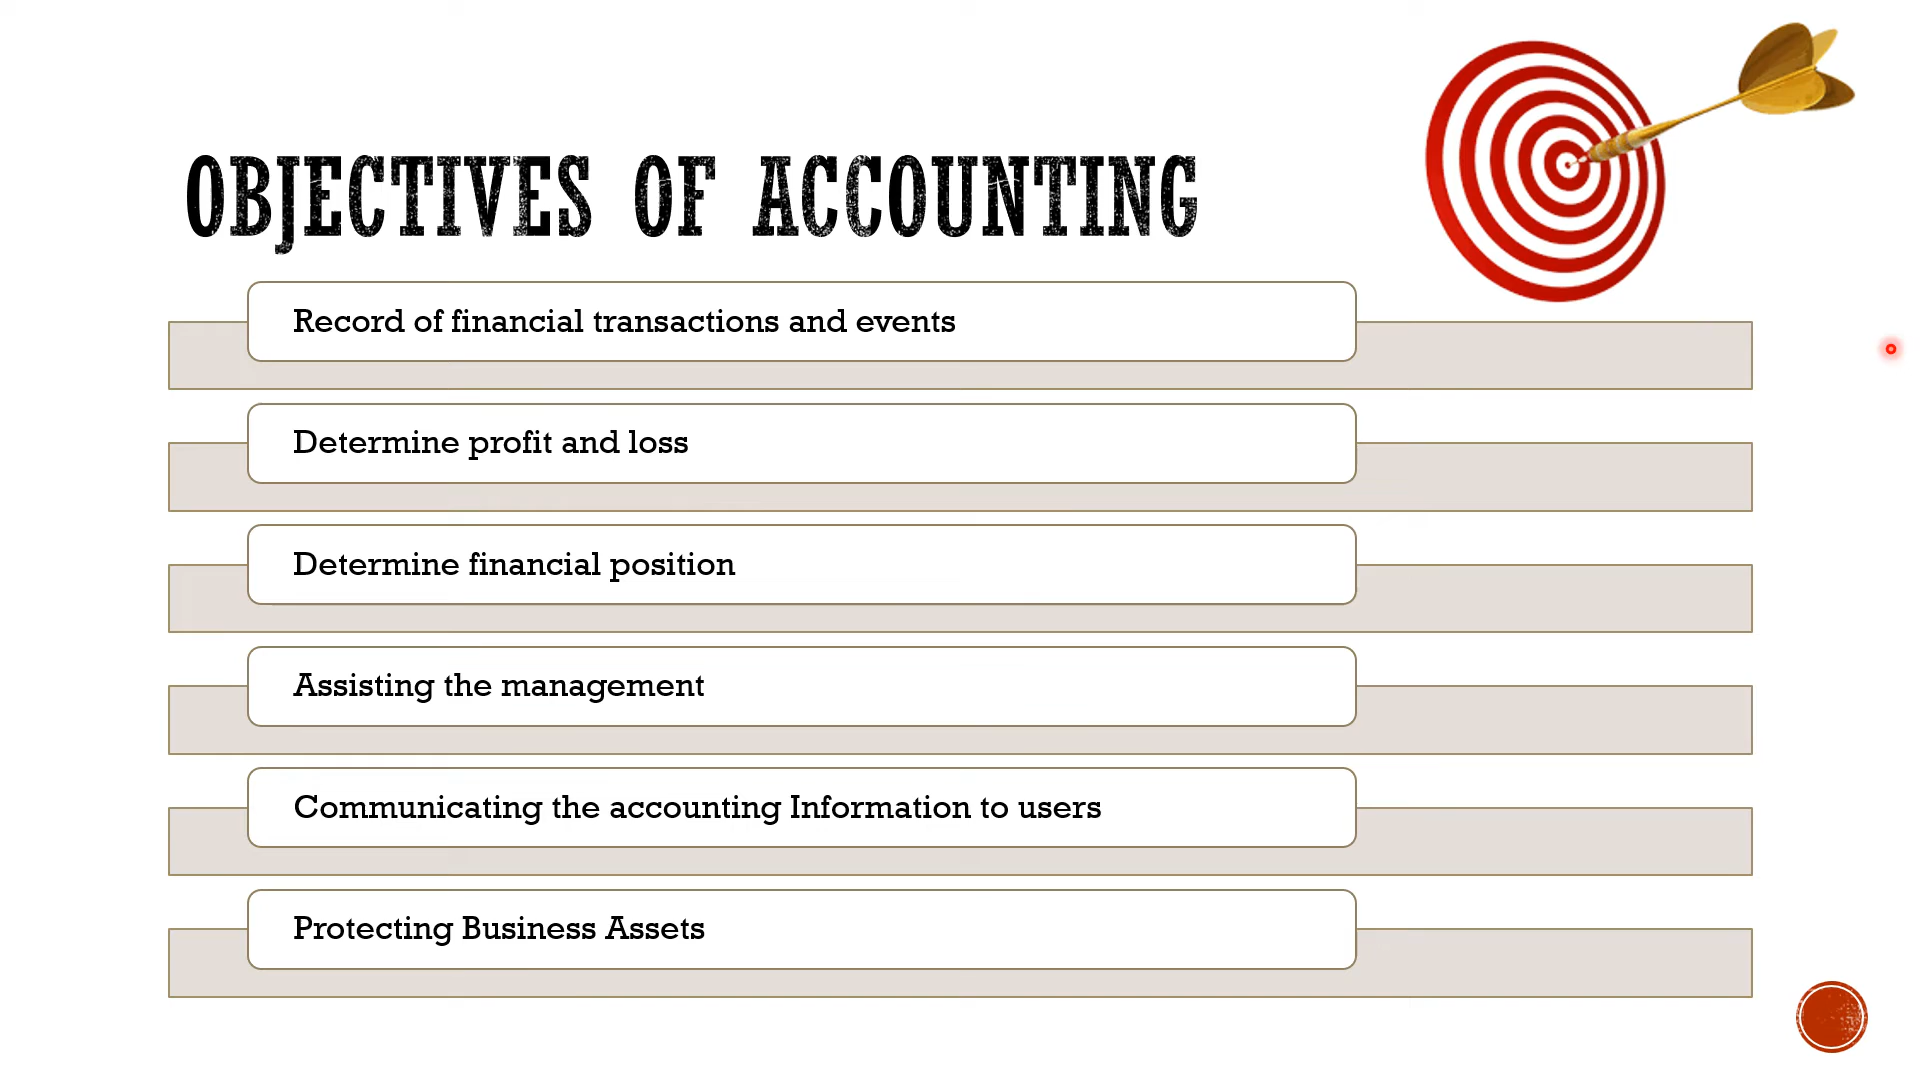 OBJECTIVES OF ACCOUNTING
Record of financial transactions and events
Determine profit and loss
Determine financial position
Assisting the management
Communicating the accounting Information to users
Protecting Business Assets